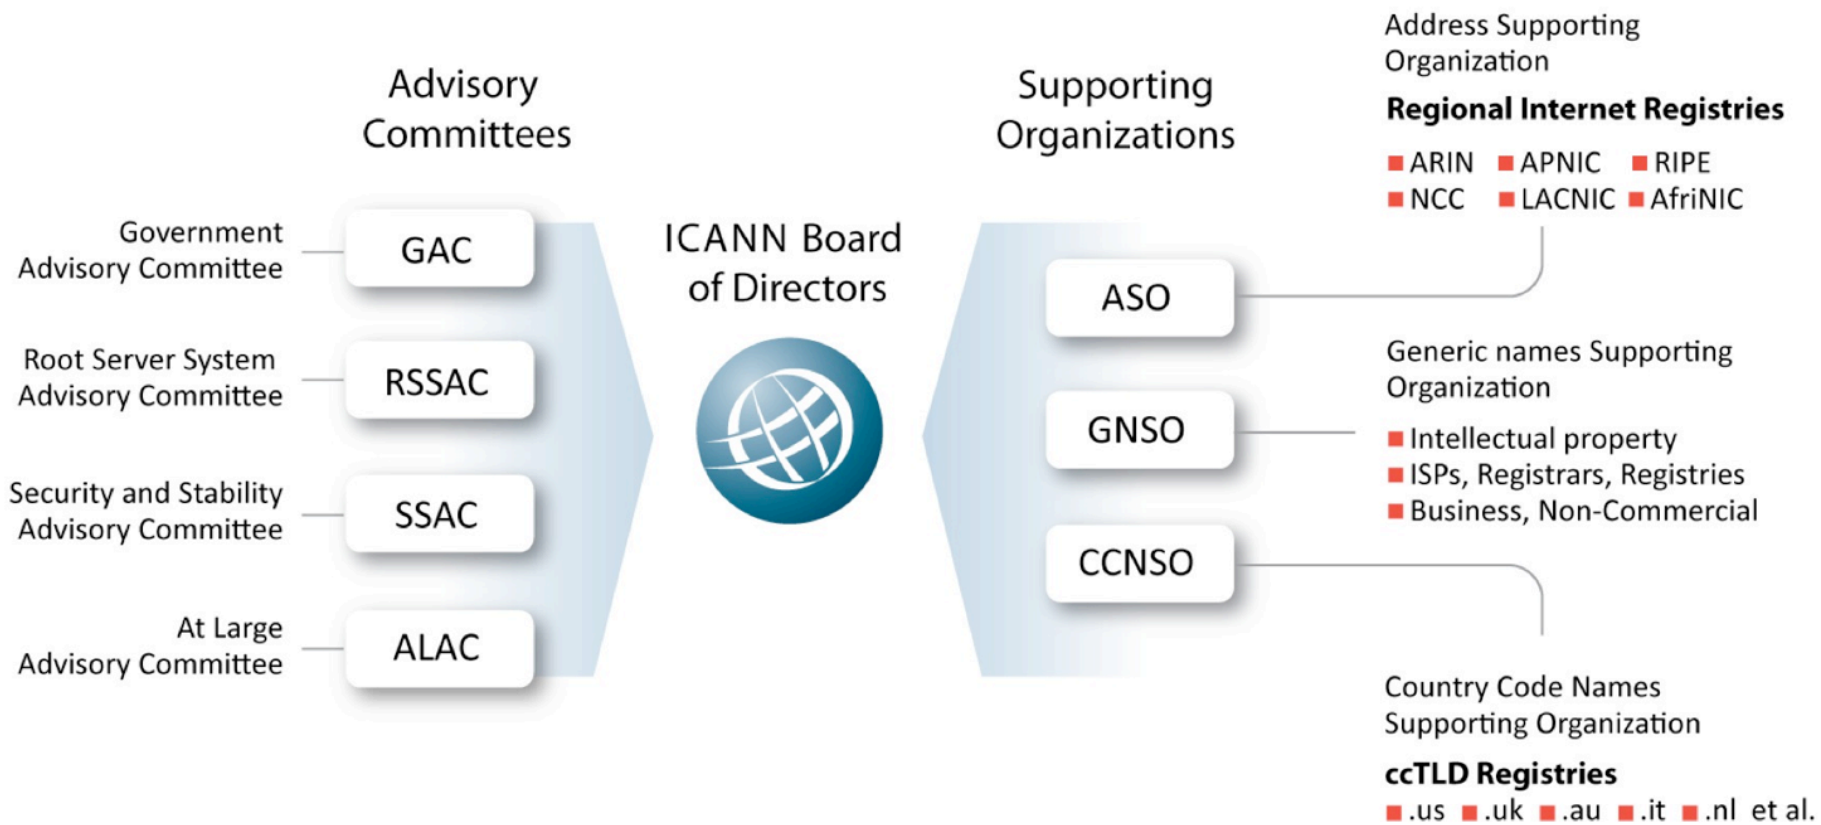 Advisory
Committees
Government
Advisory Committee
GAC
Root Server System
Advisory Committee
RSSAC
Security and Stability
Advisory Committee
SSAC
At Large
Advisory Committee
ALAC
ICANN Board
of Directors
Supporting
Organizations
ASO
GNSO
CCNSO
Address Supporting
Organization
Regional Internet Registries
ARIN APNIC RIPE
NCC LACNIC AfriNIC
Generic names Supporting
Organization
Intellectual property
ISPs, Registrars, Registries
Business, Non-Commercial
Country Code Names
Supporting Organization
ccTLD Registries
.us .uk .au .it .nl et al.